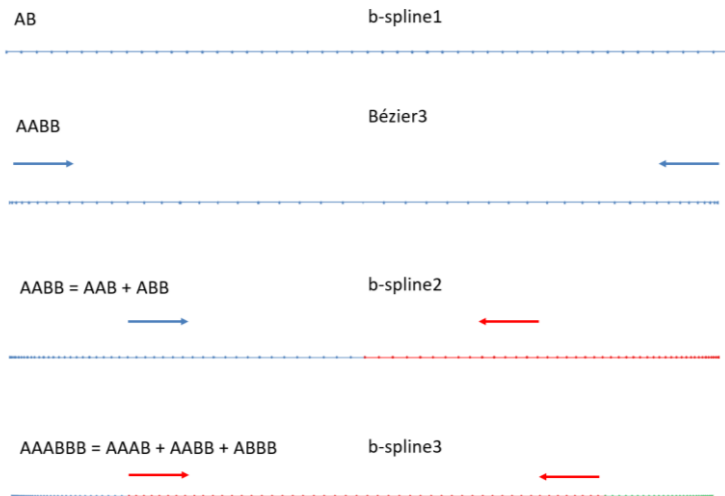 AB b-spline1
AABB Bézier3
AABB = AAB + ABB b-spline2
AAABBB = AAAB + AABB + ABBB b-spline3